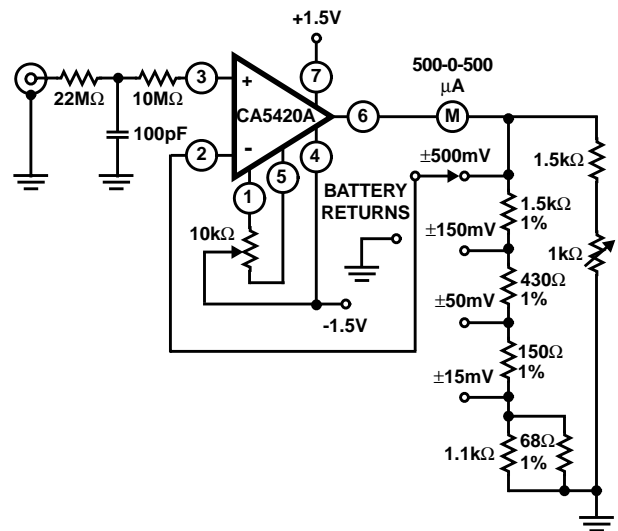 +1.5V
500-0-500
μA
3
7
+
22MΩ
10MΩ
CA5420A
6
M
100pF
2
-
4
±500mV
1.5kΩ
5
BATTERY
RETURNS
1
1.5kΩ
1%
10kΩ
±150mV
1kΩ
430Ω
1%
-1.5V
±50mV
150Ω
1%
±15mV
1.1kΩ
68Ω
1%